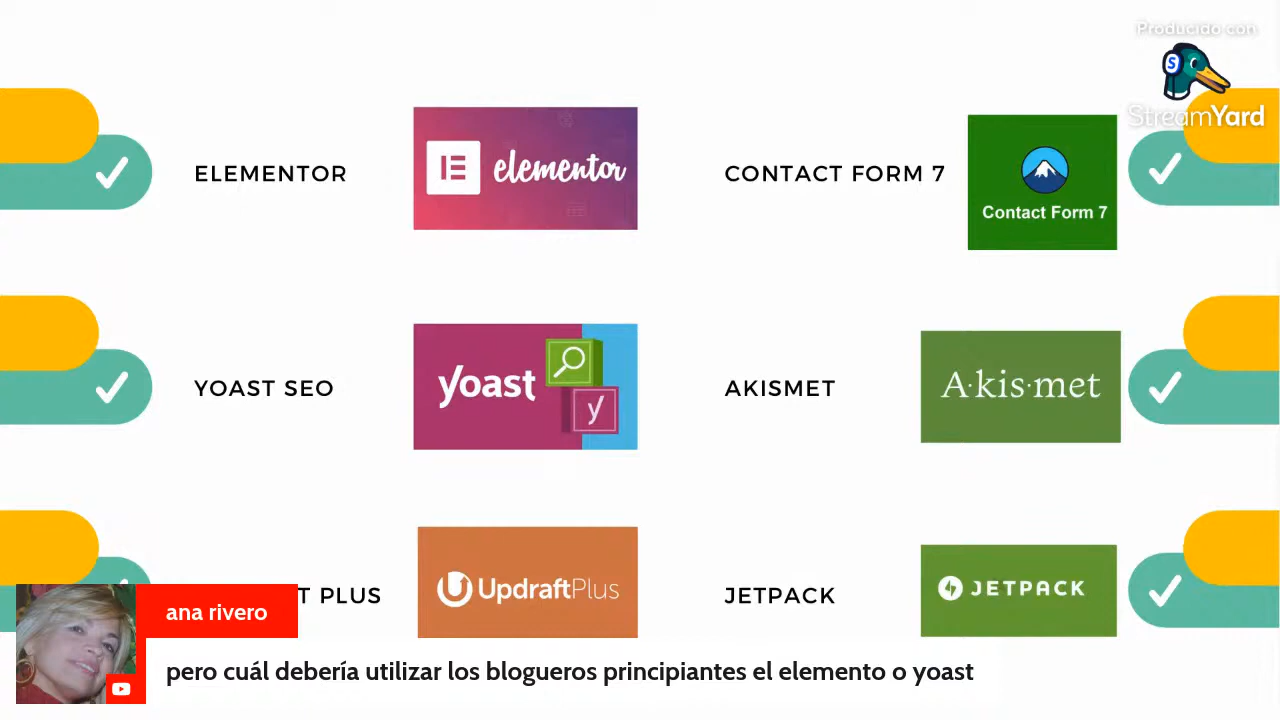 Producido con
StreamYard
ELEMENTOR
elementor
CONTACT FORM 7
Contact Form 7
YOAST SEO
yoast
y
AKISMET
A·kis·met
T PLUS
UpdraftPlus
JETPACK
JETPACK
ana rivero
pero cuál debería utilizar los blogueros principiantes el elemento o yoast